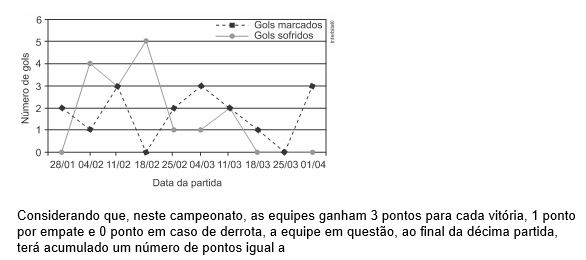 Gols marcados
Gols sofridos
Interbits®
Número de gols
6
5
4
3
2
1
0
28/01 04/02 11/02 18/02 25/02 04/03 11/03 18/03 25/03 01/04
Data da partida
Considerando que, neste campeonato, as equipes ganham 3 pontos para cada vitória, 1 ponto
por empate e 0 ponto em caso de derrota, a equipe em questão, ao final da décima partida,
terá acumulado um número de pontos igual a